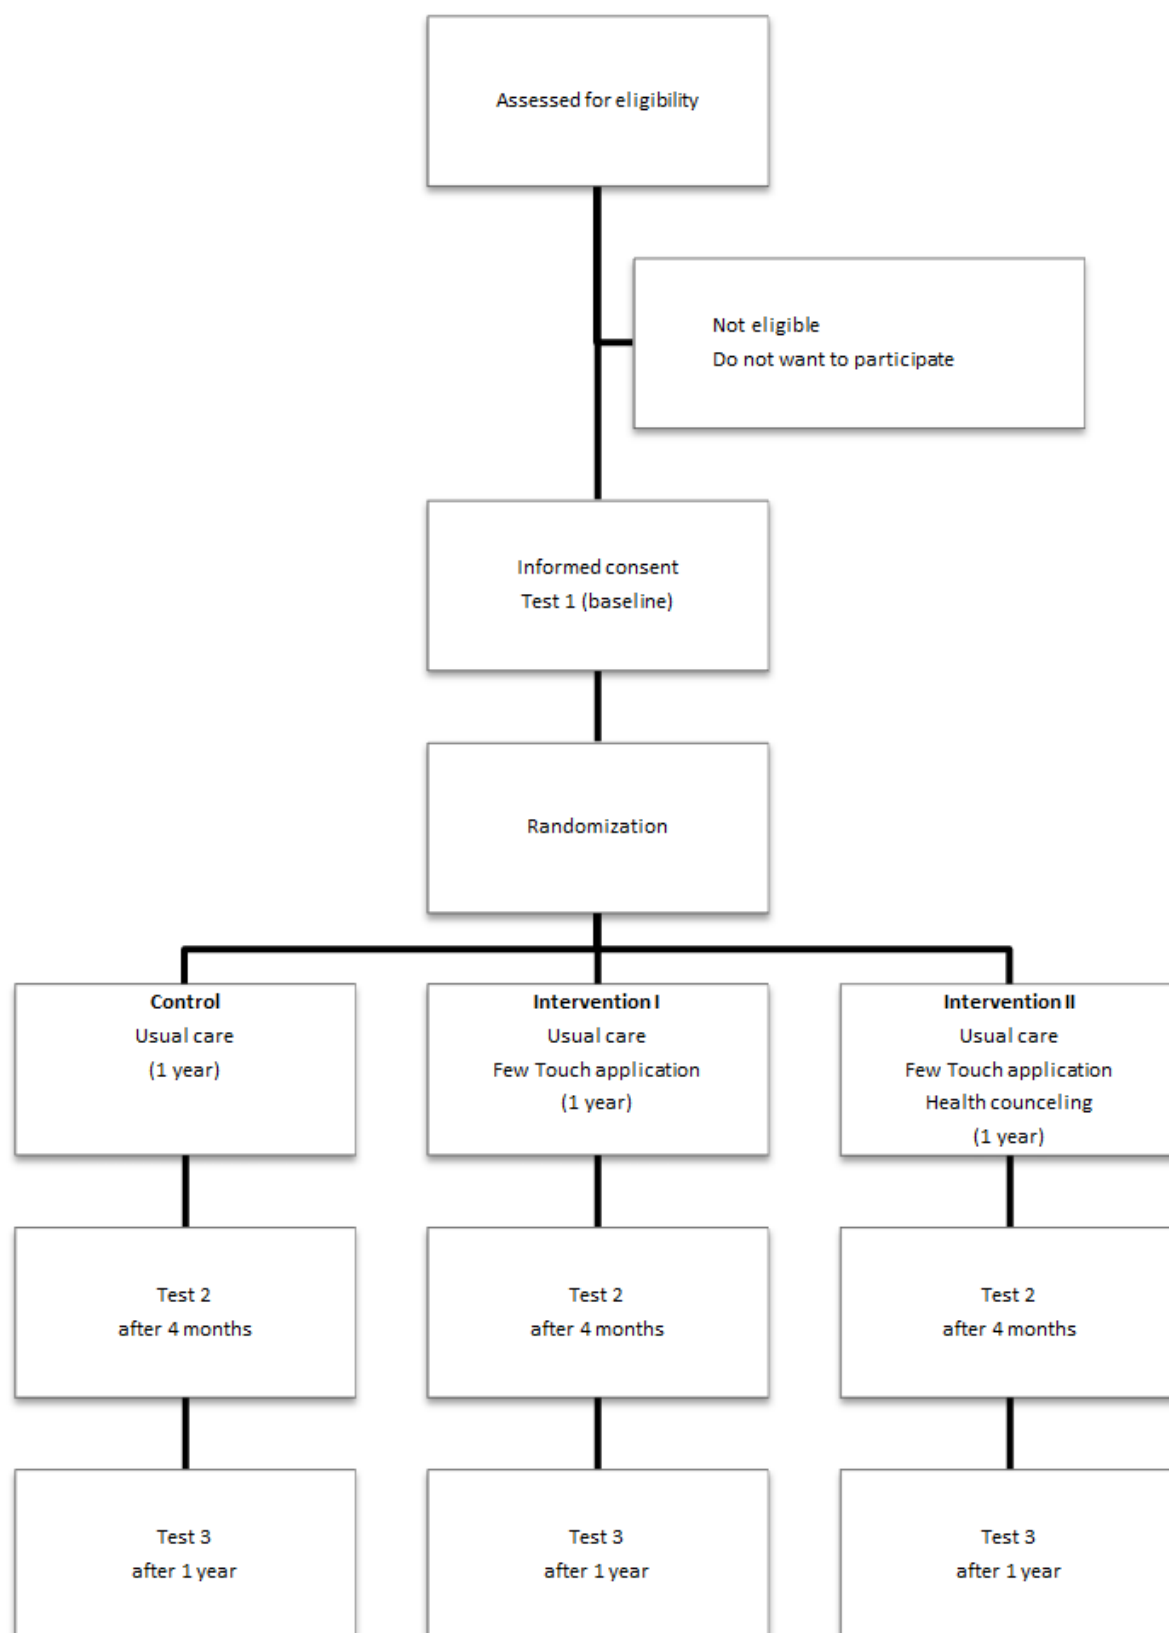 Assessed for eligibility
Not eligible
Do not want to participate
Informed consent
Test 1 (baseline)
Randomization
Control
Usual care
(1 year)
Intervention I
Usual care
Few Touch application
(1 year)
Intervention II
Usual care
Few Touch application
Health counceling
(1 year)
Test 2
after 4 months
Test 2
after 4 months
Test 2
after 4 months
Test 3
after 1 year
Test 3
after 1 year
Test 3
after 1 year